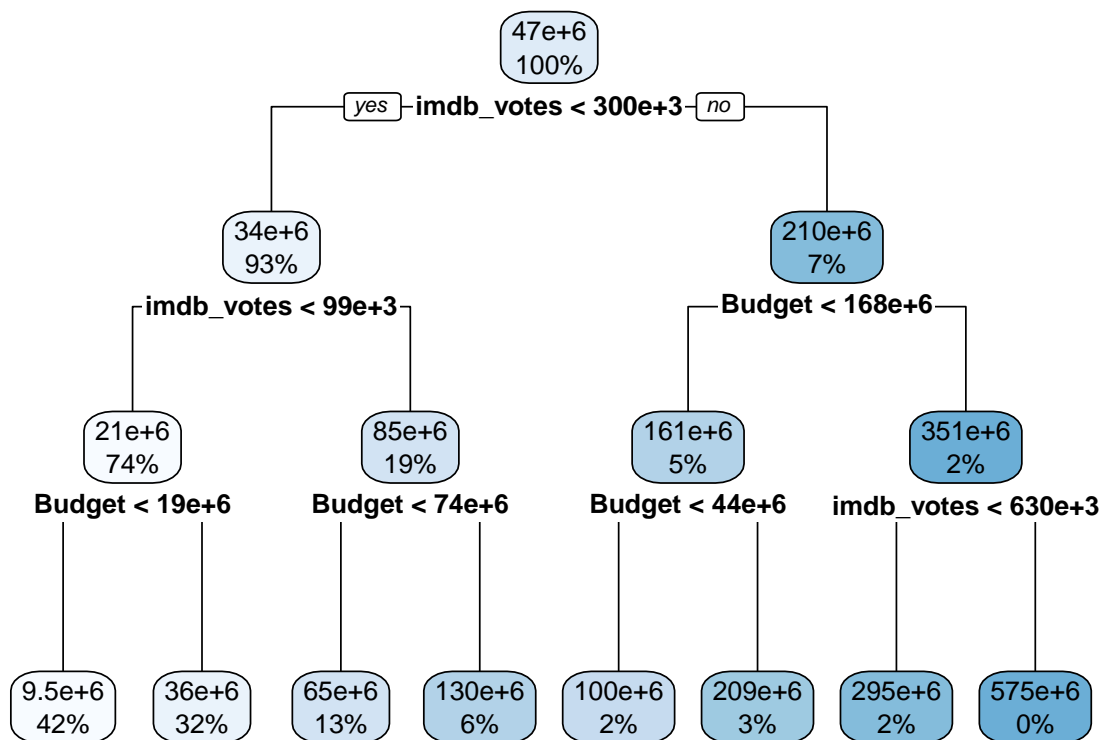 47e+6
100%
yes imdb_votes < 300e+3 no
34e+6 210e+6
93% 7%
imdb_votes < 99e+3 Budget < 168e+6
21e+6 85e+6 161e+6 351e+6
74% 19% 5% 2%
Budget < 19e+6 Budget < 74e+6 Budget < 44e+6 imdb_votes < 630e+3
9.5e+6 36e+6 65e+6 130e+6 100e+6 209e+6 295e+6 575e+6
42% 32% 13% 6% 2% 3% 2% 0%